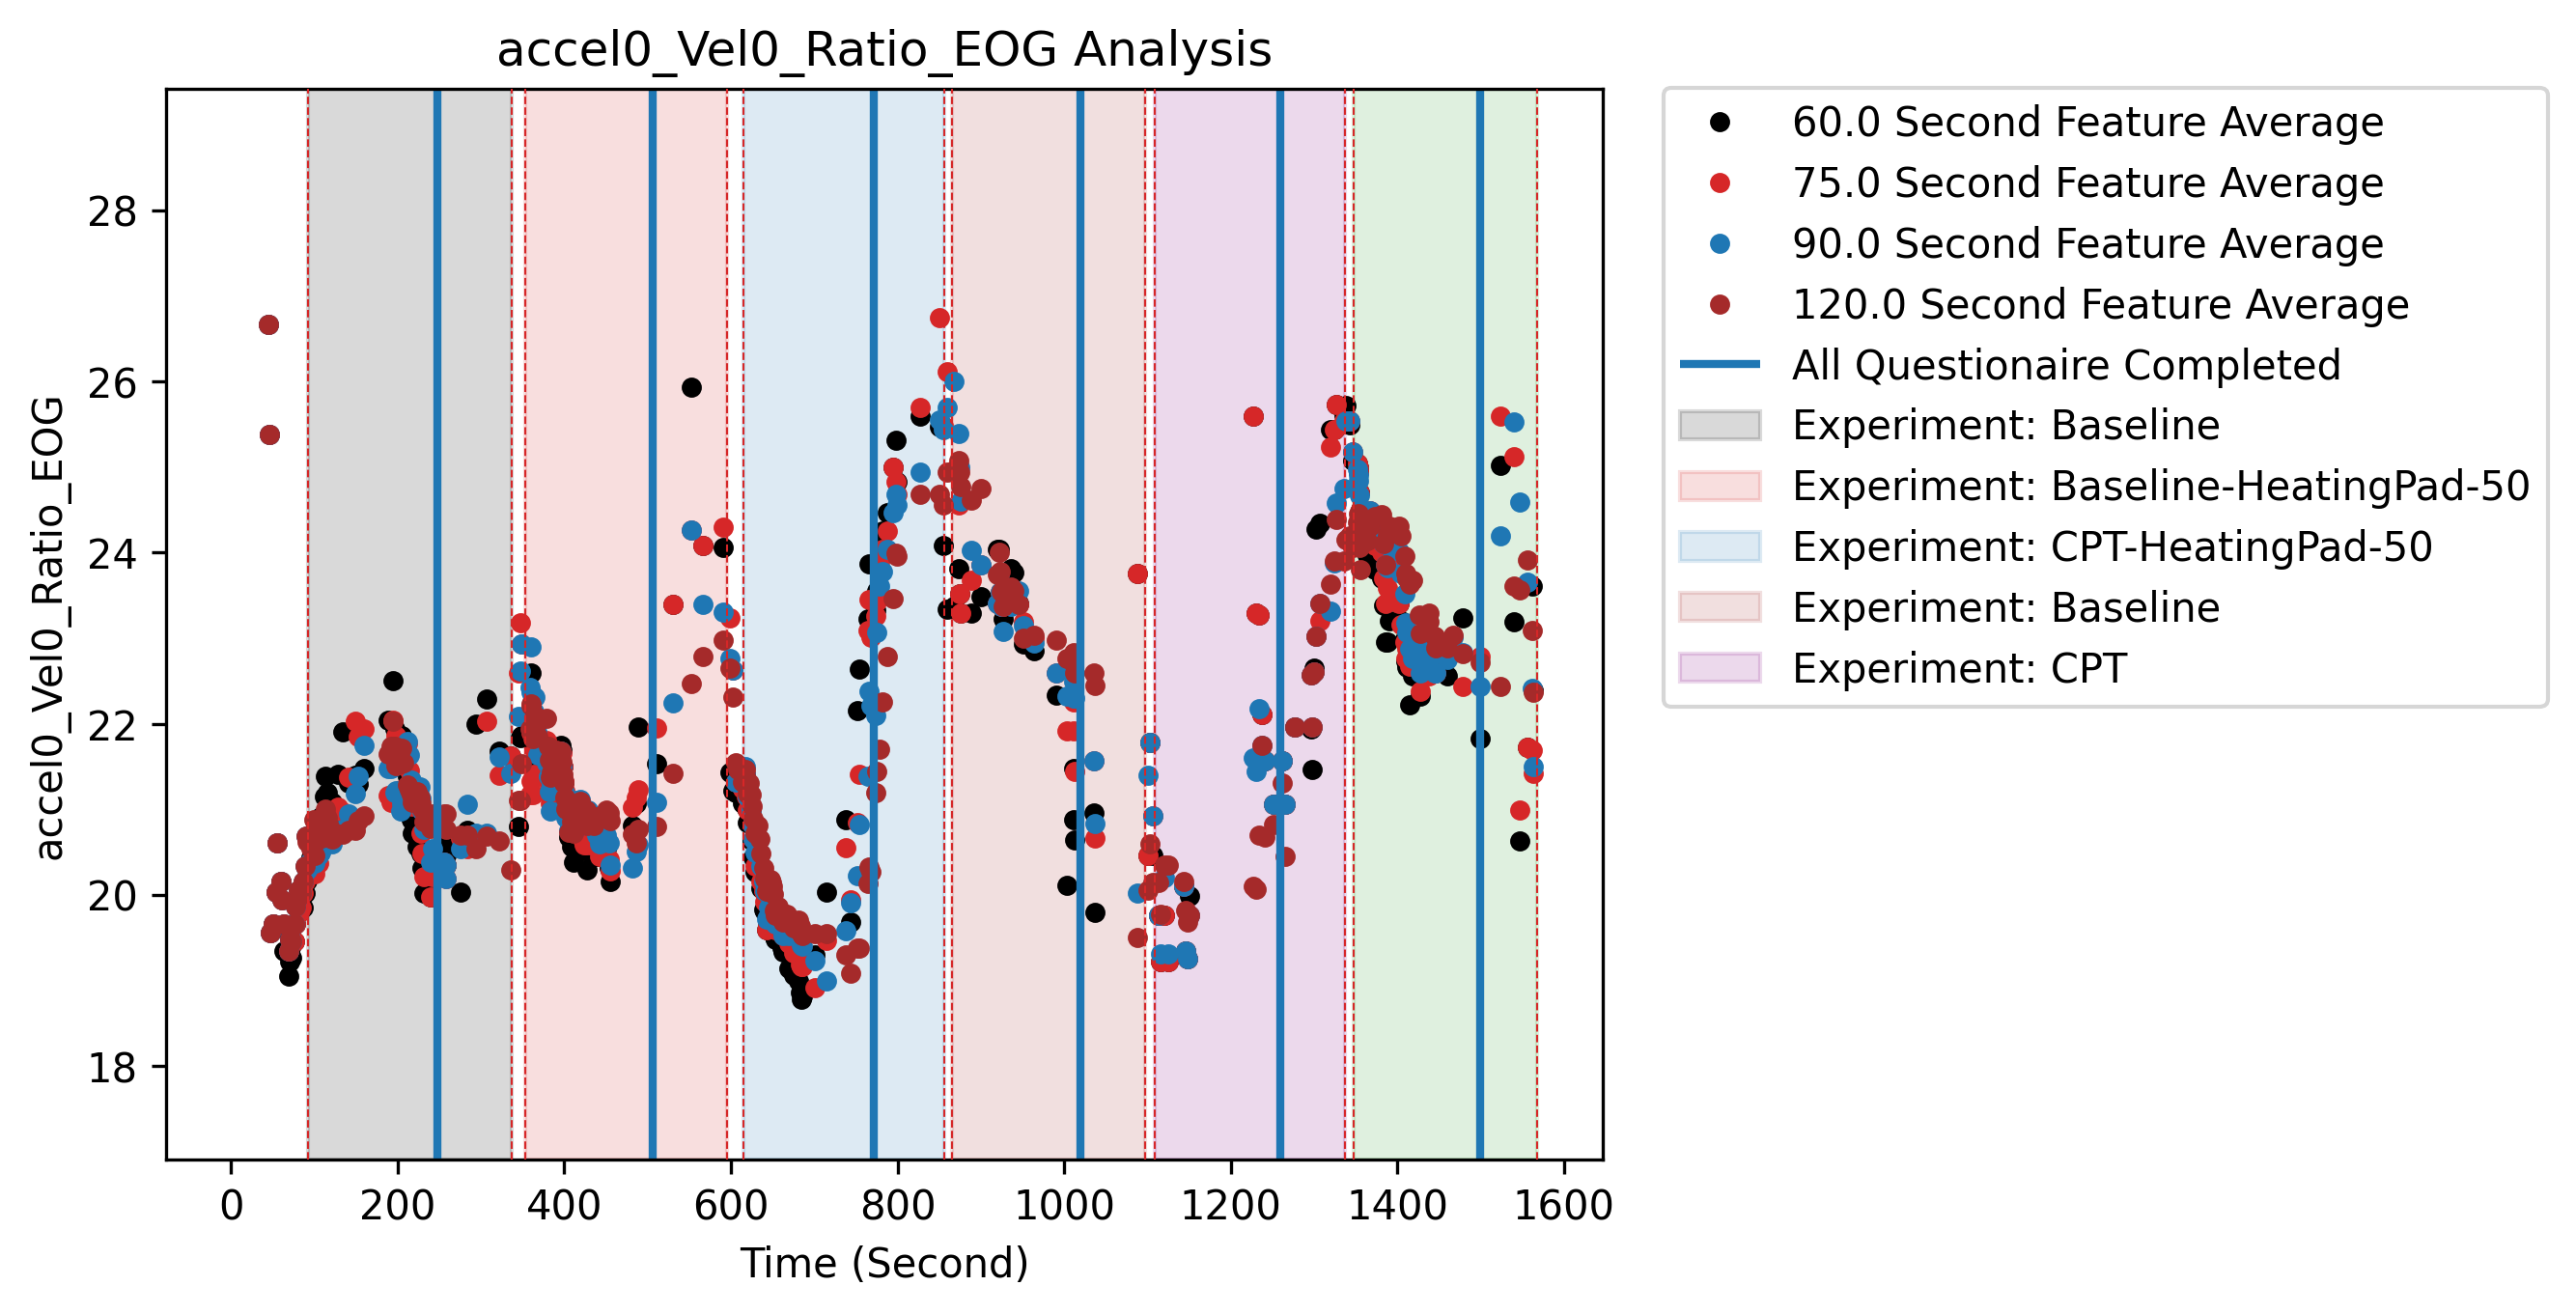 accel0_Vel0_Ratio_EOG Analysis
accel0_Vel0_Ratio_EOG
28
26
24
22
20
18
0 200 400 600 800 1000 1200 1400 1600
Time (Second)
60.0 Second Feature Average
75.0 Second Feature Average
90.0 Second Feature Average
120.0 Second Feature Average
All Questionaire Completed
Experiment: Baseline
Experiment: Baseline-HeatingPad-50
Experiment: CPT-HeatingPad-50
Experiment: Baseline
Experiment: CPT